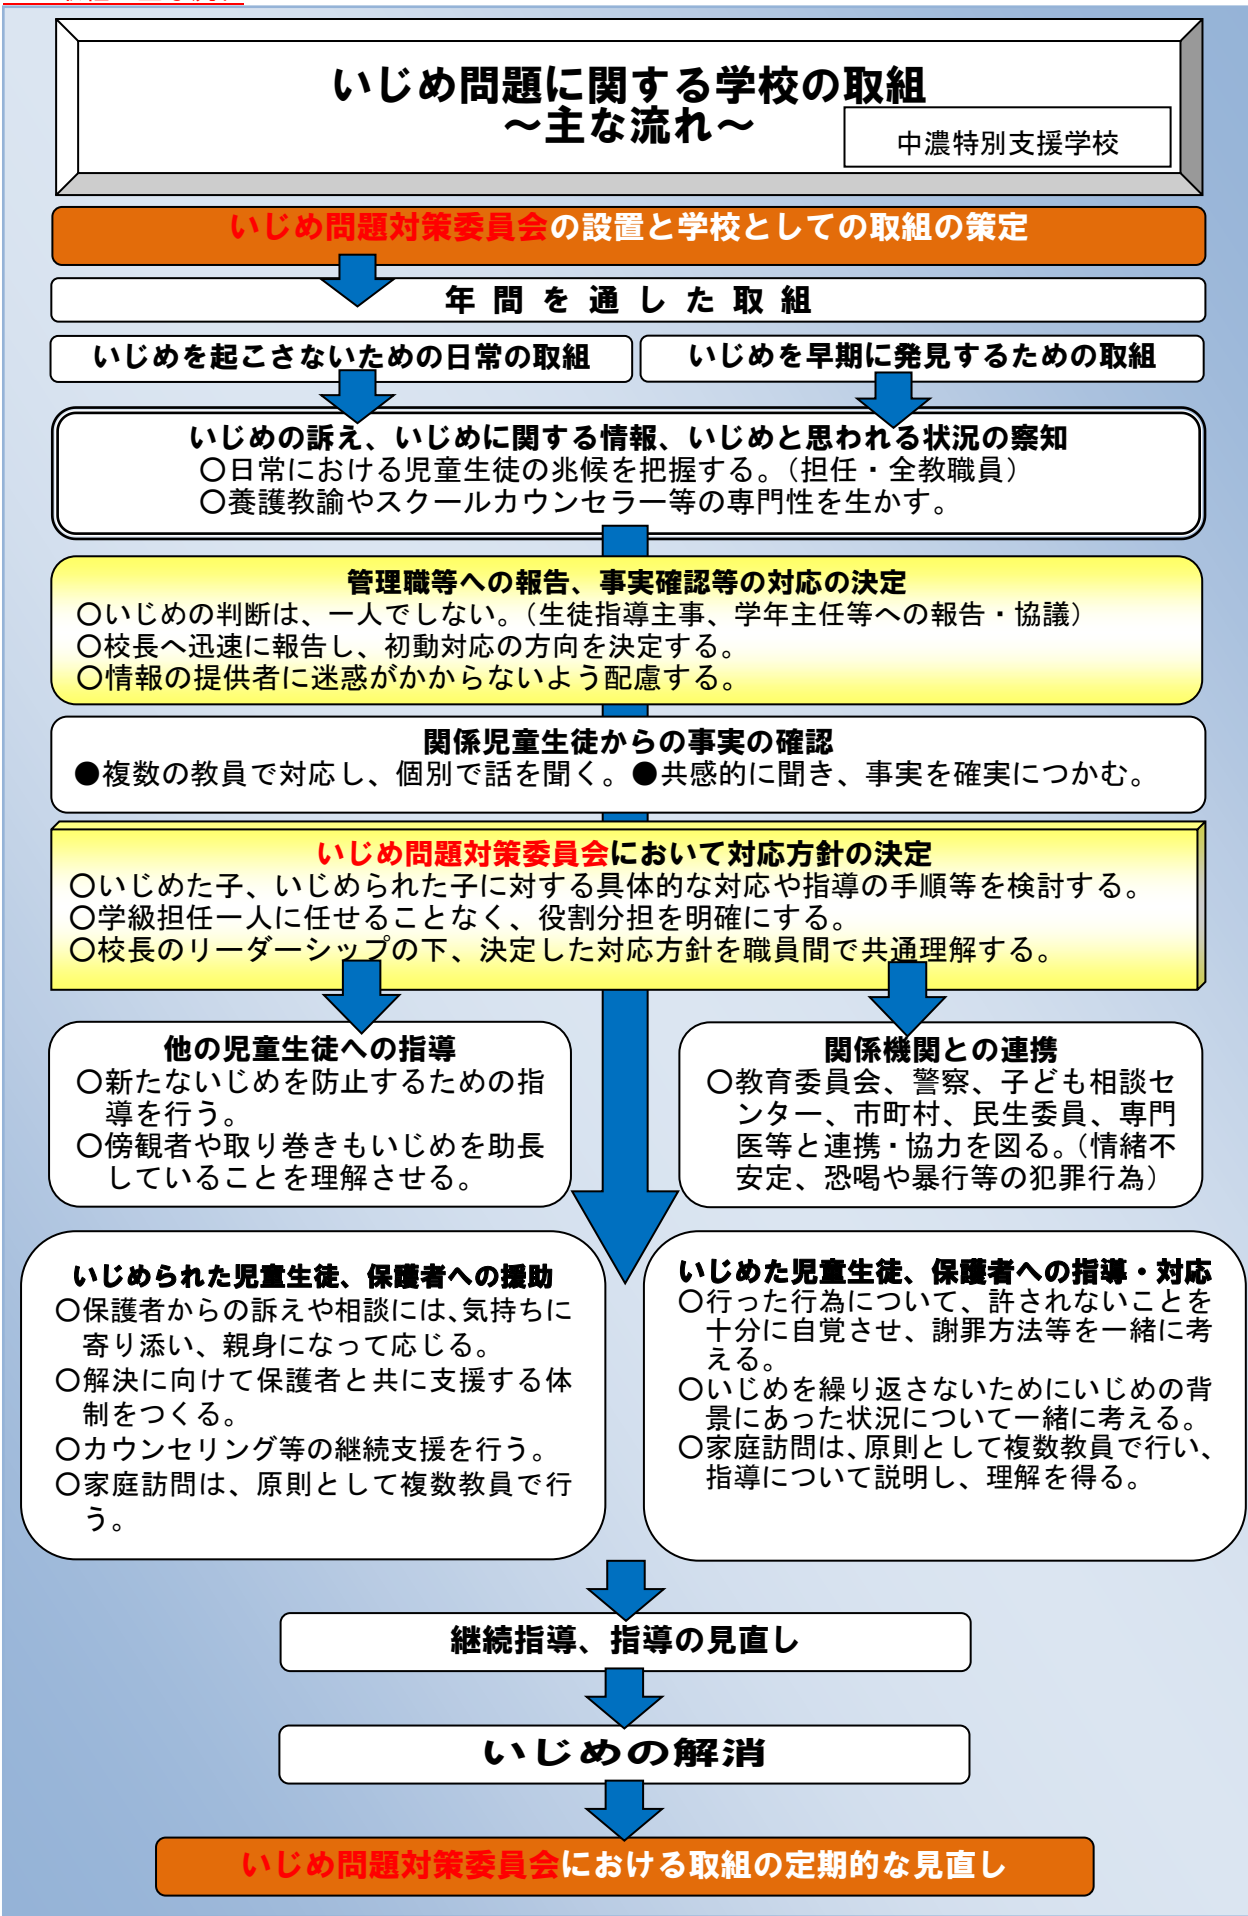 いじめ問題に関する学校の取組
～主な流れ～
中濃特別支援学校
いじめ問題対策委員会の設置と学校としての取組の策定
年間を通した取組
いじめを起こさないための日常の取組
いじめを早期に発見するための取組
いじめの訴え、いじめに関する情報、いじめと思われる状況の察知
○日常における児童生徒の兆候を把握する。（担任・全教職員）
○養護教諭やスクールカウンセラー等の専門性を生かす。
管理職等への報告、事実確認等の対応の決定
○いじめの判断は、一人でしない。（生徒指導主事、学年主任等への報告・協議）
○校長へ迅速に報告し、初動対応の方向を決定する。
○情報の提供者に迷惑がかからないよう配慮する。
関係児童生徒からの事実の確認
●複数の教員で対応し、個別で話を聞く。●共感的に聞き、事実を確実につかむ。
いじめ問題対策委員会において対応方針の決定
○いじめた子、いじめられた子に対する具体的な対応や指導の手順等を検討する。
○学級担任一人に任せることなく、役割分担を明確にする。
○校長のリーダーシップの下、決定した対応方針を職員間で共通理解する。
他の児童生徒への指導
○新たないじめを防止するための指
導を行う。
○傍観者や取り巻きもいじめを助長
していることを理解させる。
関係機関との連携
○教育委員会、警察、子ども相談セ
ンター、市町村、民生委員、専門
医等と連携・協力を図る。（情緒不
安定、恐喝や暴行等の犯罪行為）
いじめられた児童生徒、保護者への援助
○保護者からの訴えや相談には、気持ちに
寄り添い、親身になって応じる。
○解決に向けて保護者と共に支援する体
制をつくる。
○カウンセリング等の継続支援を行う。
○家庭訪問は、原則として複数教員で行
う。
いじめた児童生徒、保護者への指導・対応
○行った行為について、許されないことを
十分に自覚させ、謝罪方法等を一緒に考
える。
○いじめを繰り返さないためにいじめの背
景にあった状況について一緒に考える。
○家庭訪問は、原則として複数教員で行い、
指導について説明し、理解を得る。
継続指導、指導の見直し
いじめの解消
いじめ問題対策委員会における取組の定期的な見直し